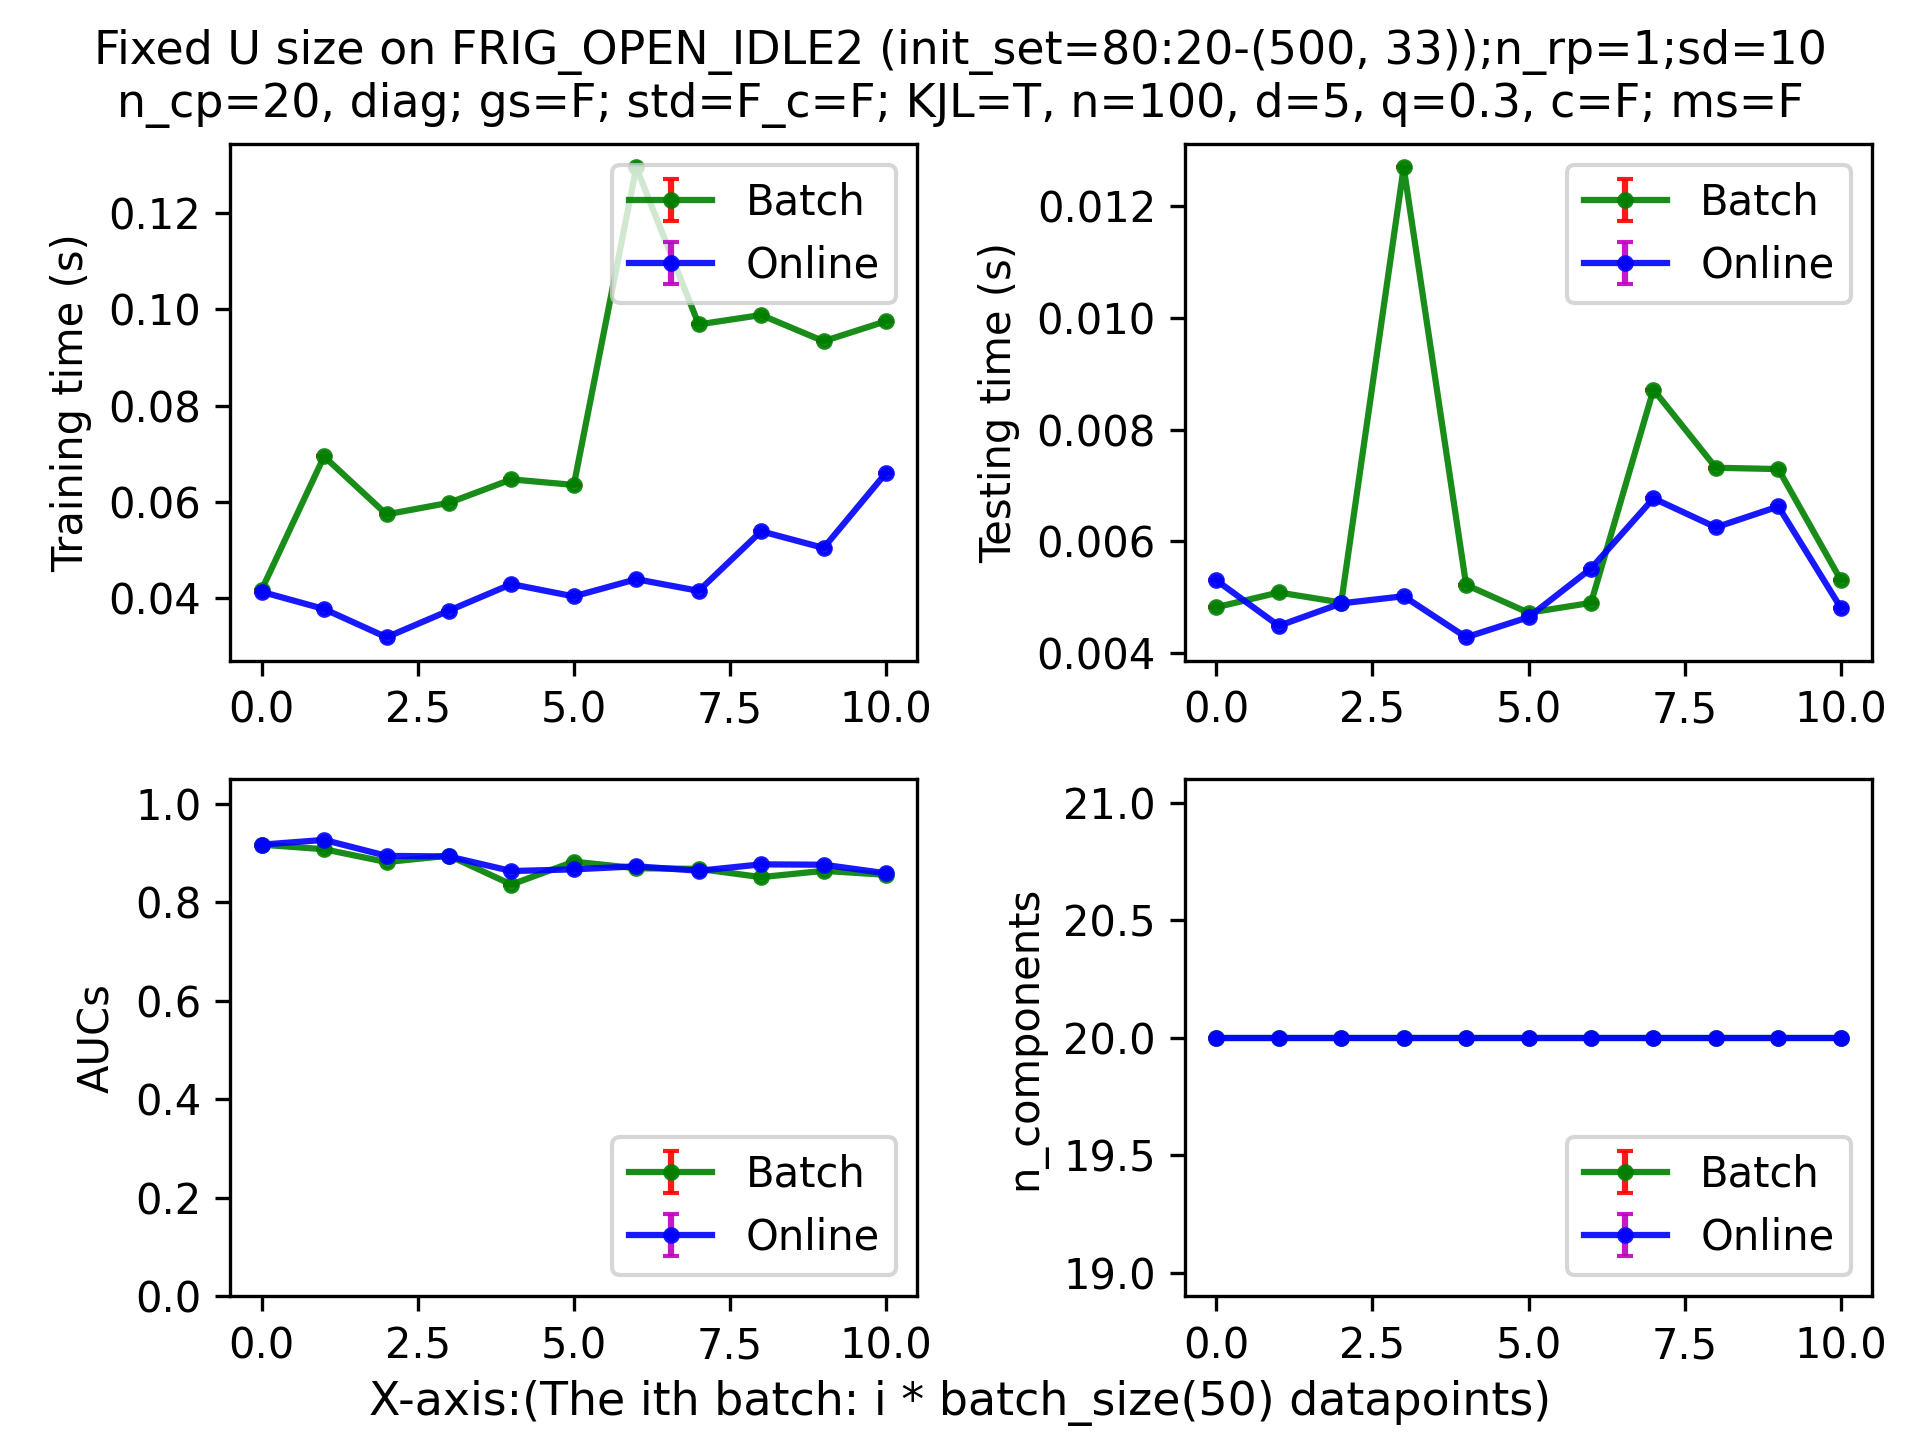 Fixed U size on FRIG_OPEN_IDLE2 (init_set=80:20-(500, 33));n_rp=1;sd=10
n_cp=20, diag; gs=F; std=F_c=F; KJL=T, n=100, d=5, q=0.3, c=F; ms=F
Training time (s)
0.12
0.10
0.08
0.06
0.04
0.0 2.5 5.0 7.5 10.0
Batch
Online
Testing time (s)
0.012
0.010
0.008
0.006
0.004
0.0 2.5 5.0 7.5 10.0
Batch
Online
AUCs
1.0
0.8
0.6
0.4
0.2
0.0
0.0 2.5 5.0 7.5 10.0
Batch
Online
n_components
21.0
20.5
20.0
19.5
19.0
0.0 2.5 5.0 7.5 10.0
Batch
Online
X-axis:(The ith batch: i * batch_size(50) datapoints)